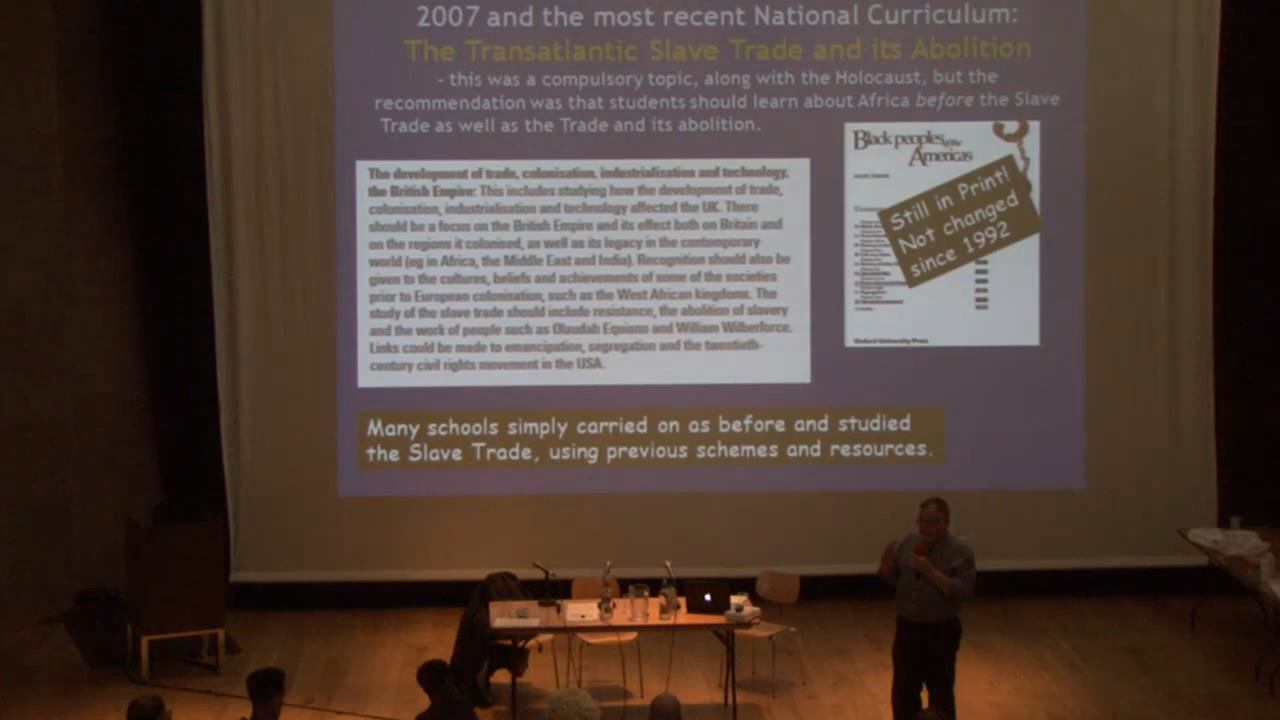 2007 and the most recent National Curriculum:
The Transatlantic Slave Trade and its Abolition
- this was a compulsory topic, along with the Holocaust, but the
recommendation was that students should learn about Africa before the Slave
Trade as well as the Trade and its abolition.
The development of trade, colonisation, industrialisation and technology,
the British Empire: This includes studying how the development of trade,
colonisation, industrialisation and technology affected the UK. There
should be a focus on the British Empire and its effect both on Britain and
on the regions it colonised, as well as its legacy in the contemporary
world (eg in Africa, the Middle East and India). Recognition should also be
given to the cultures, beliefs and achievements of some of the societies
prior to European colonisation, such as the West African kingdoms. The
study of the slave trade should include resistance, the abolition of slavery
and the work of people such as Olaudah Equiano and William Wilberforce.
Links could be made to emancipation, segregation and the twentieth-
century civil rights movement in the USA.
Black peoples of the
Americas
Still in Print!
Not changed
since 1992
Oxford University Press
Many schools simply carried on as before and studied
the Slave Trade, using previous schemes and resources.